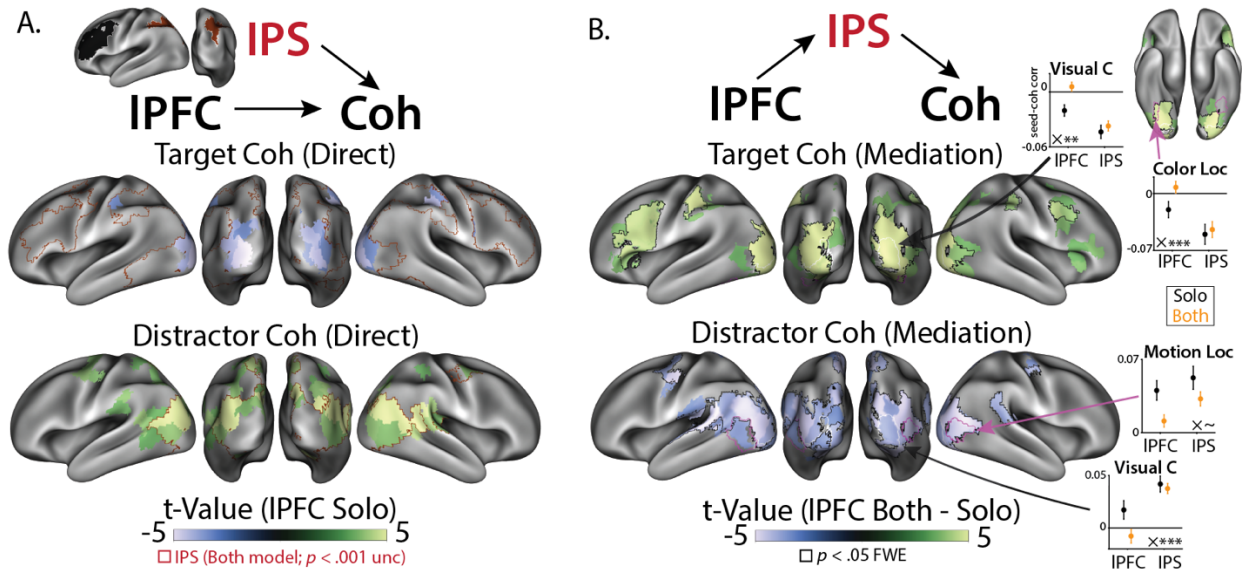 A.
IPS
lPFC
Coh
Target Coh (Direct)
Distractor Coh (Direct)
t-Value (lPFC Solo)
-5
5
IPS (Both model; p < .001 unc)
B.
IPS
lPFC
Coh
Target Coh (Mediation)
Distractor Coh (Mediation)
t-Value (lPFC Both - Solo)
-5
5
p < .05 FWE
Visual C
seed-coh corr
0
-0.06
×**
lPFC
IPS
Color Loc
0
-0.07
×***
lPFC
IPS
Solo
Both
Motion Loc
0.07
0
×~
lPFC
IPS
Visual C
0.05
0
×***
lPFC
IPS